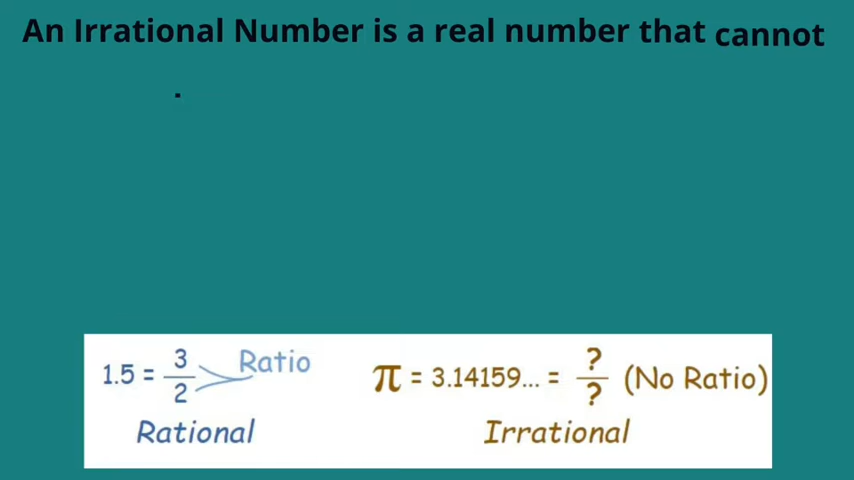 An Irrational Number is a real number that cannot
.
1.5 = 3/2 Ratio
Rational
π = 3.14159... = ?/? (No Ratio)
Irrational